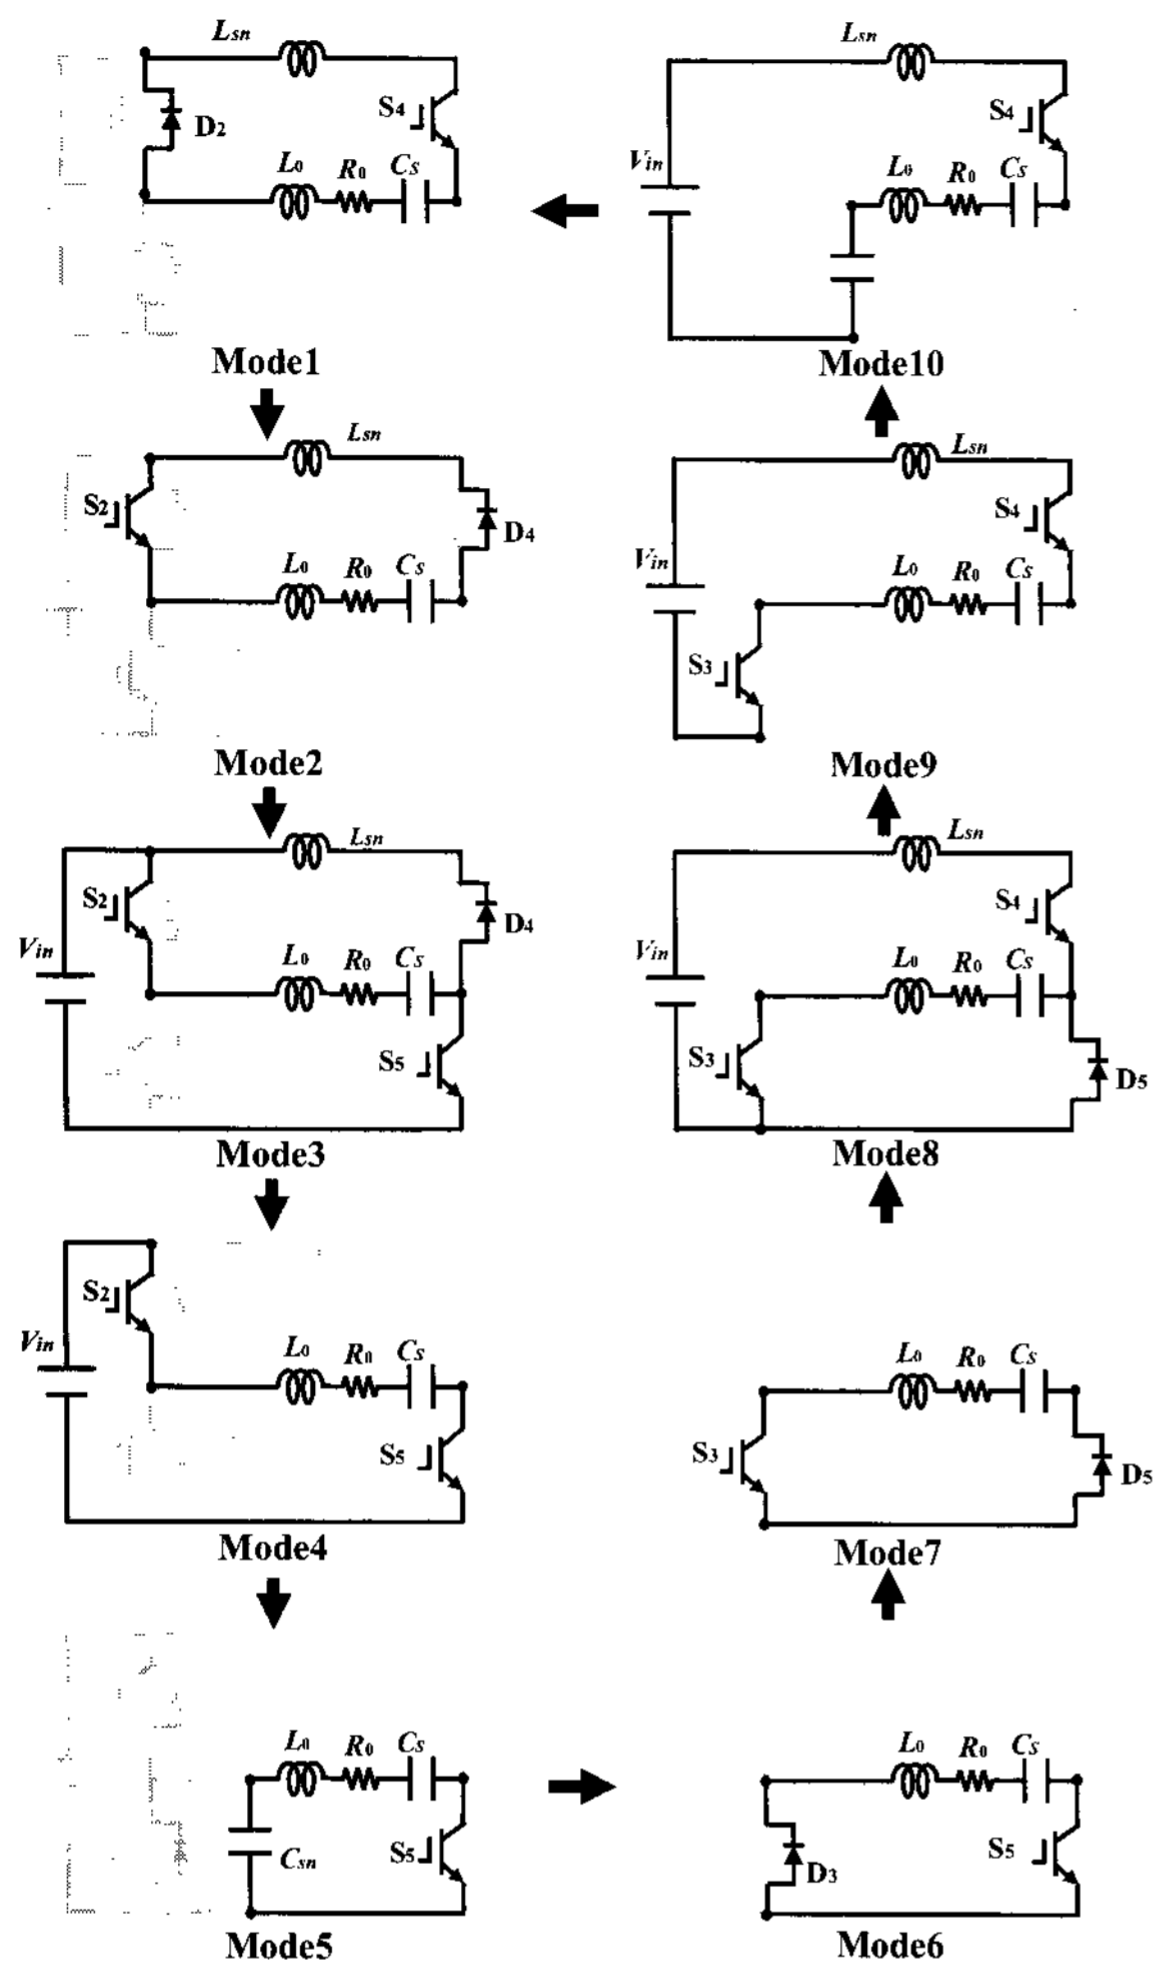 Lsn
S4
D2
L0 R0 Cs
Mode1
Lsn
S4
Vin
L0 R0 Cs
Mode10
Lsn
S2
D4
L0 R0 Cs
Mode2
Lsn
S4
Vin
L0 R0 Cs
S3
Mode9
Lsn
S2
D4
Vin
L0 R0 Cs
S5
Mode3
Lsn
S4
Vin
L0 R0 Cs
S3
D5
Mode8
S2
Vin
L0 R0 Cs
S5
Mode4
L0 R0 Cs
S3
D5
Mode7
L0 R0 Cs
S5
Csn
Mode5
L0 R0 Cs
S5
D3
Mode6